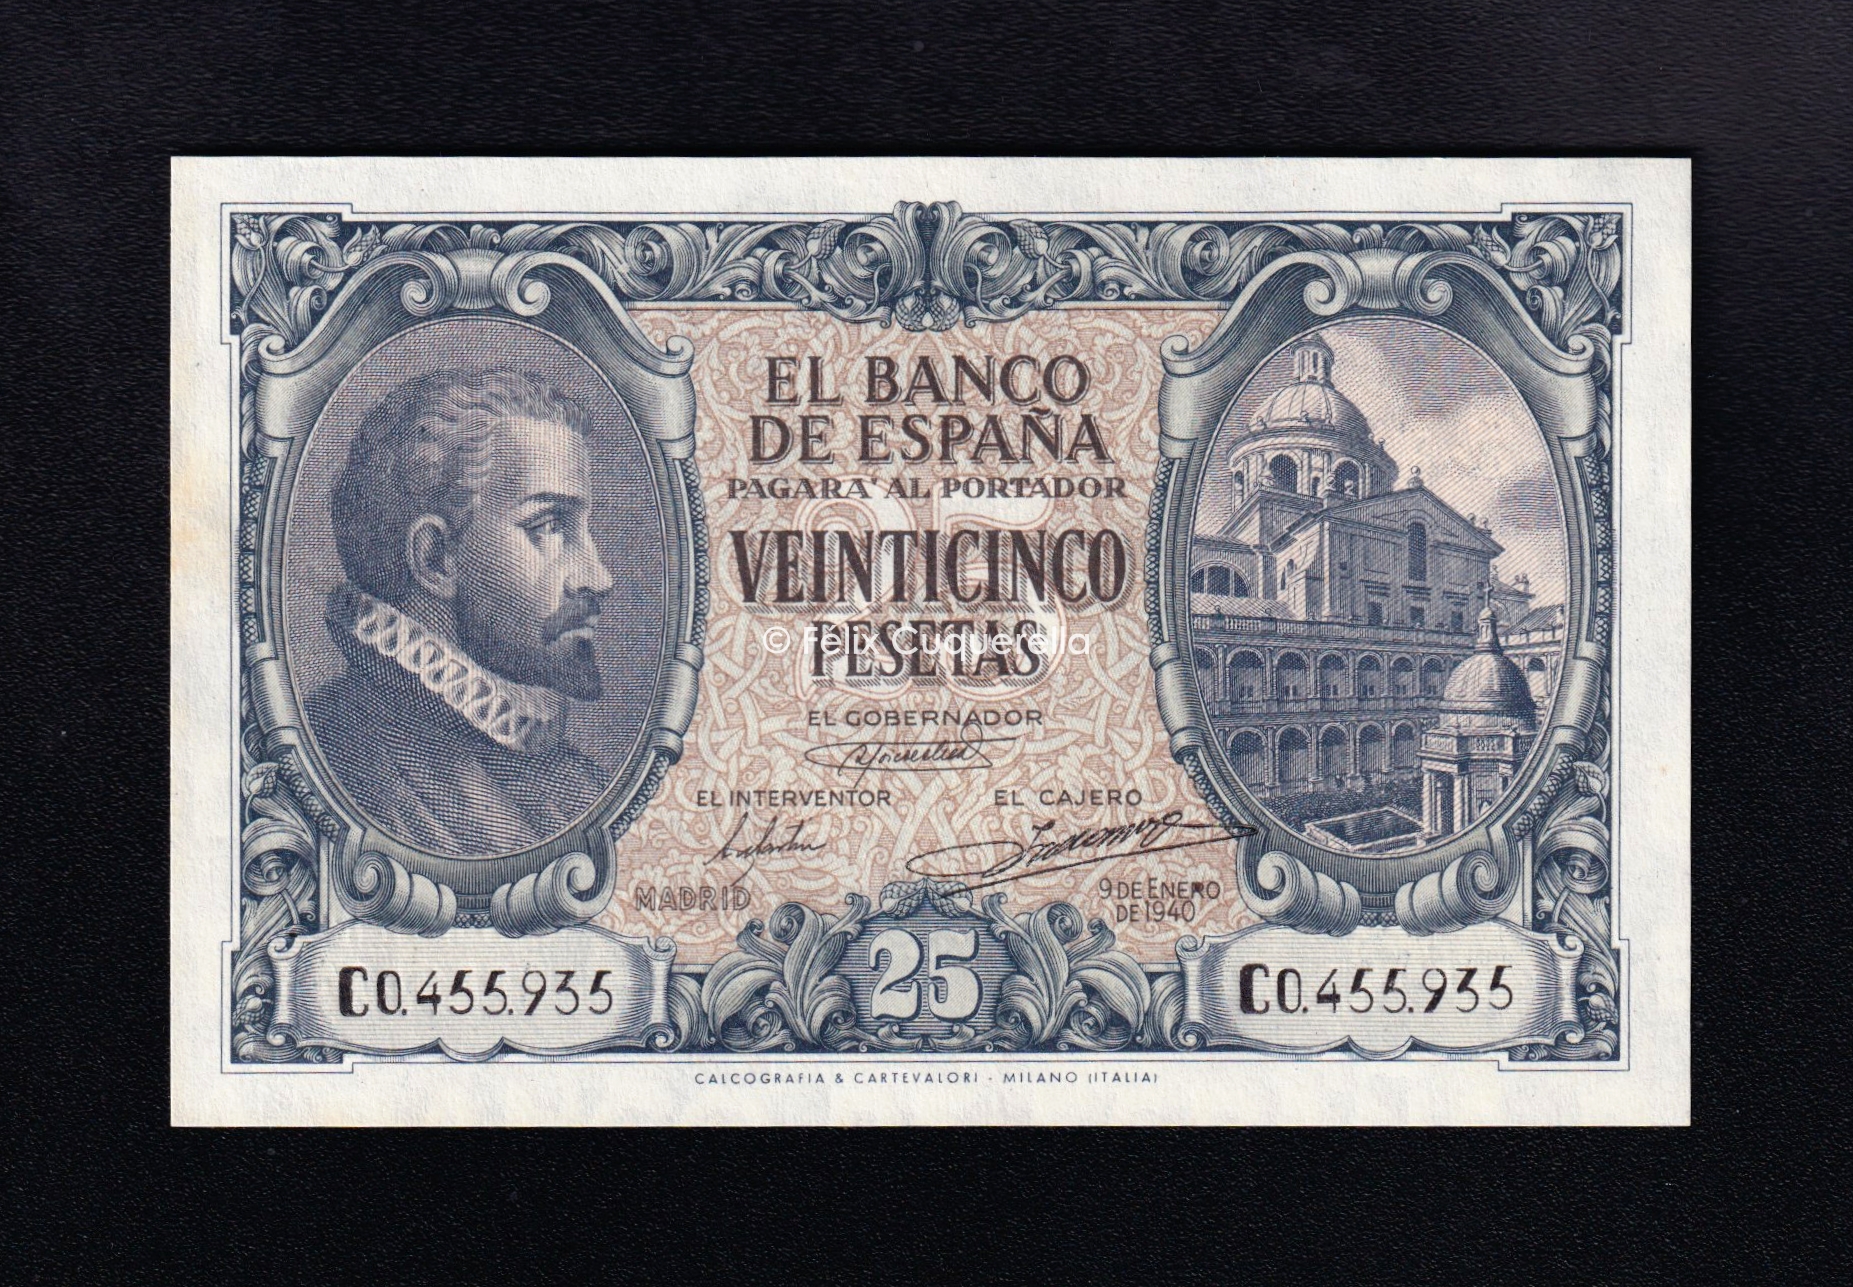 EL BANCO
DE ESPAÑA
PAGARA' AL PORTADOR
VEINTICINCO
PESETAS
© Félix Cuquerella
EL GOBERNADOR
EL INTERVENTOR EL CAJERO
MADRID
9 DE ENERO
DE 1940
C0.455.935 25 C0.455.935
CALCOGRAFIA & CARTEVALORI - MILANO (ITALIA)